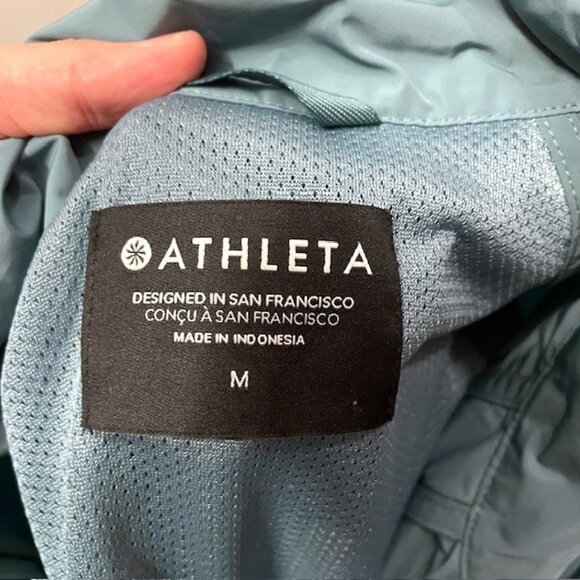 ATHLETA
DESIGNED IN SAN FRANCISCO
CONÇU À SAN FRANCISCO
MADE IN INDONESIA
M